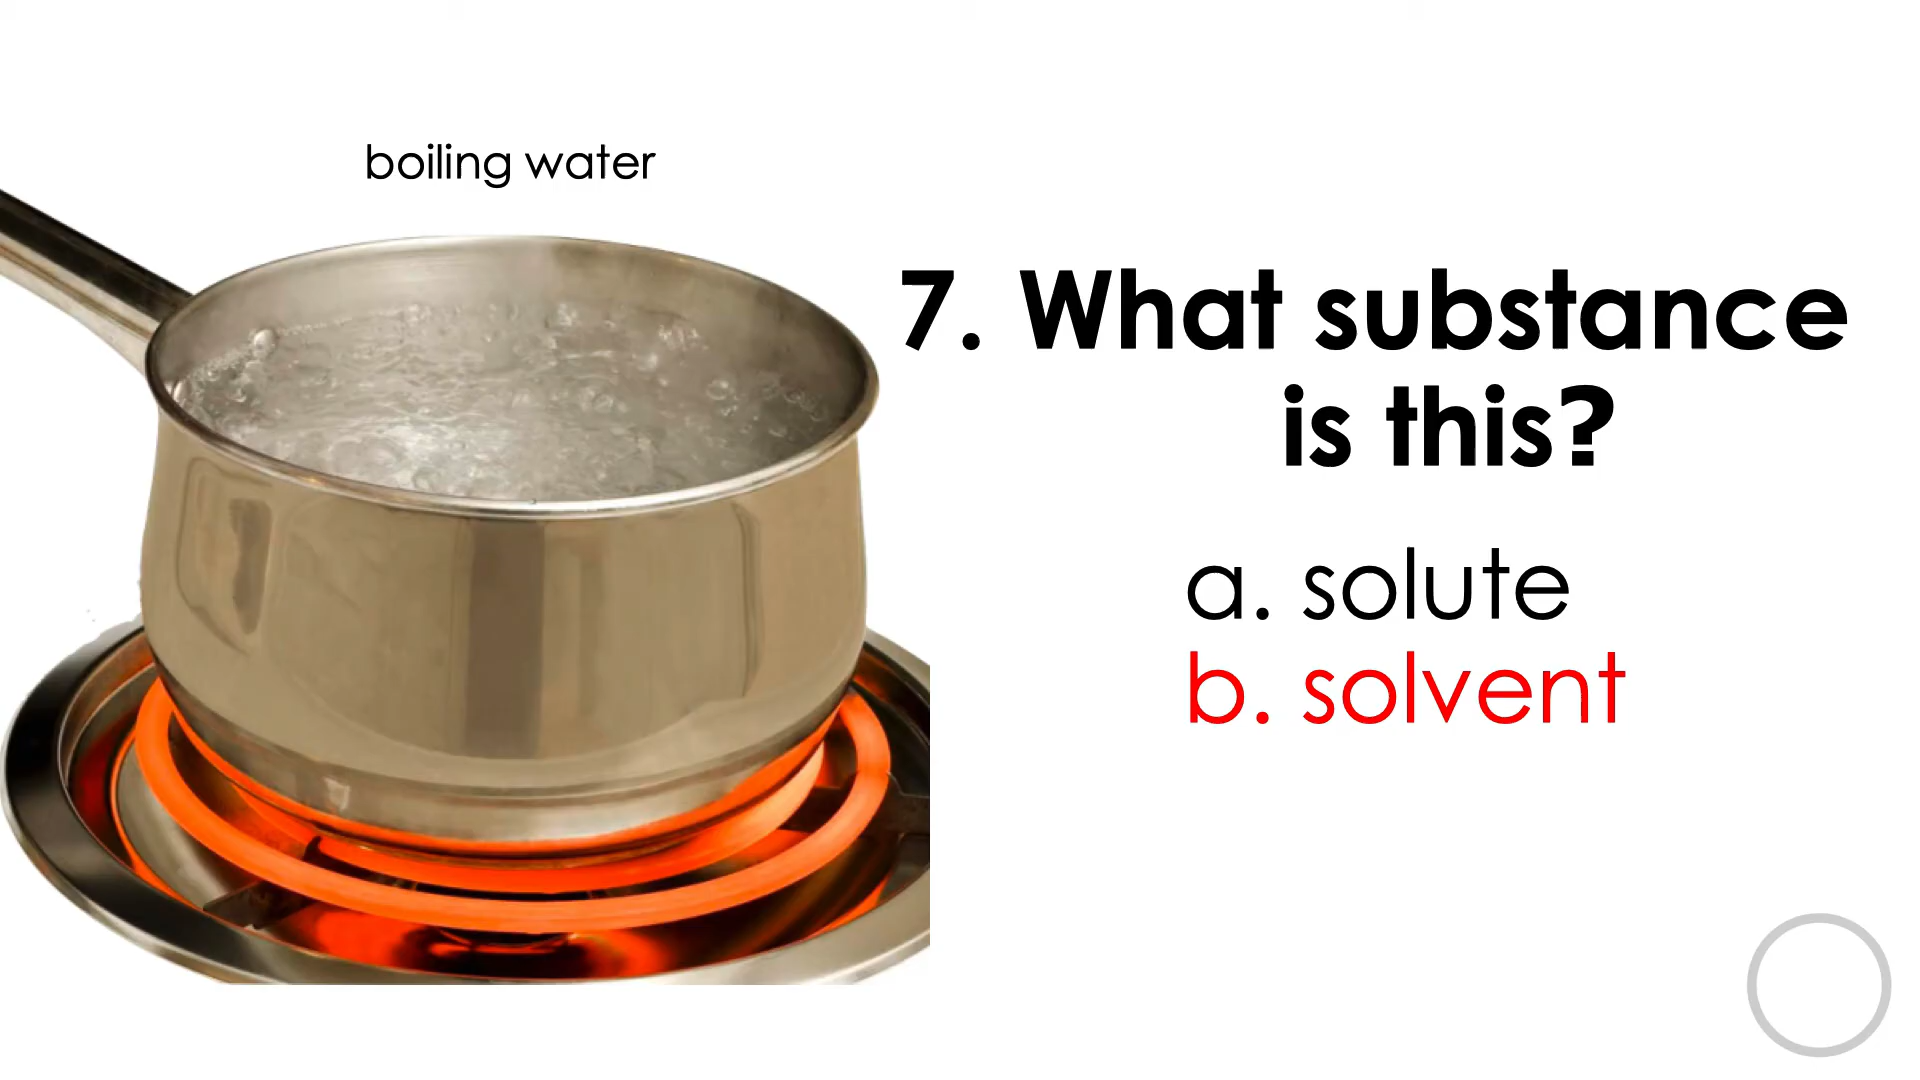 boiling water
7. What substance
is this?
a. solute
b. solvent